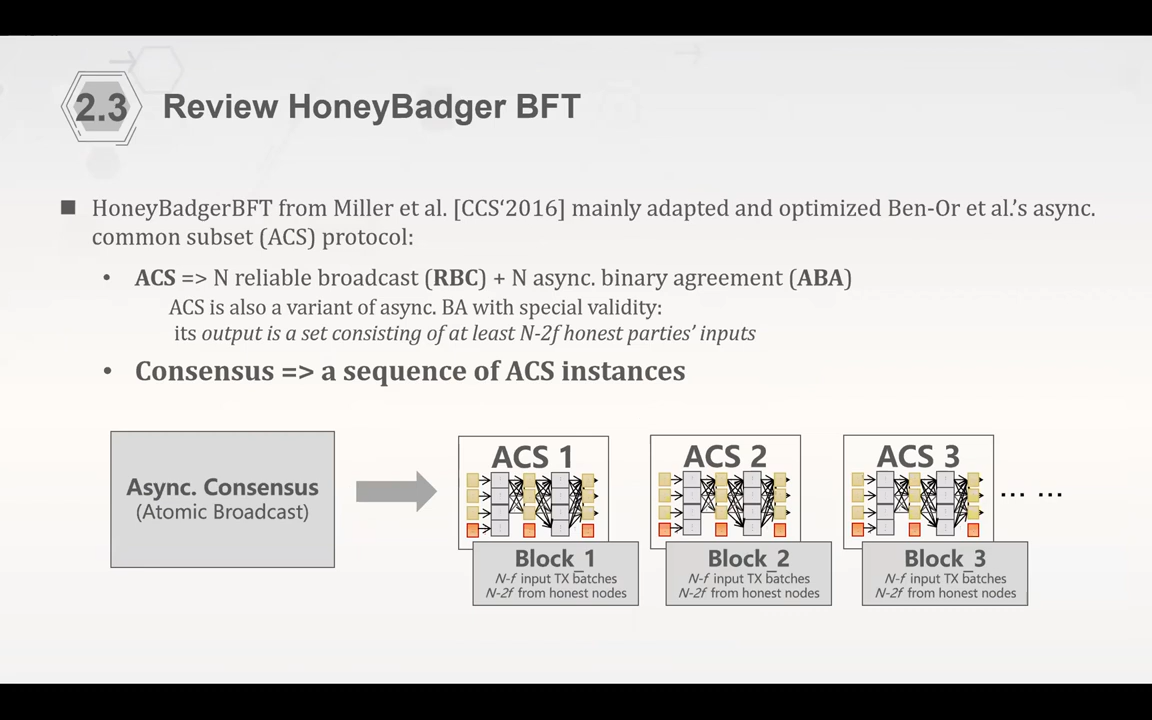 2.3
Review HoneyBadger BFT
■ HoneyBadgerBFT from Miller et al. [CCS‘2016] mainly adapted and optimized Ben-Or et al.’s async.
common subset (ACS) protocol:
• ACS => N reliable broadcast (RBC) + N async. binary agreement (ABA)
ACS is also a variant of async. BA with special validity:
its output is a set consisting of at least N-2f honest parties’ inputs
• Consensus => a sequence of ACS instances
Async. Consensus
(Atomic Broadcast)
ACS 1
Block_1
N-f input TX batches
N-2f from honest nodes
ACS 2
Block_2
N-f input TX batches
N-2f from honest nodes
ACS 3
Block_3
N-f input TX batches
N-2f from honest nodes
... ...